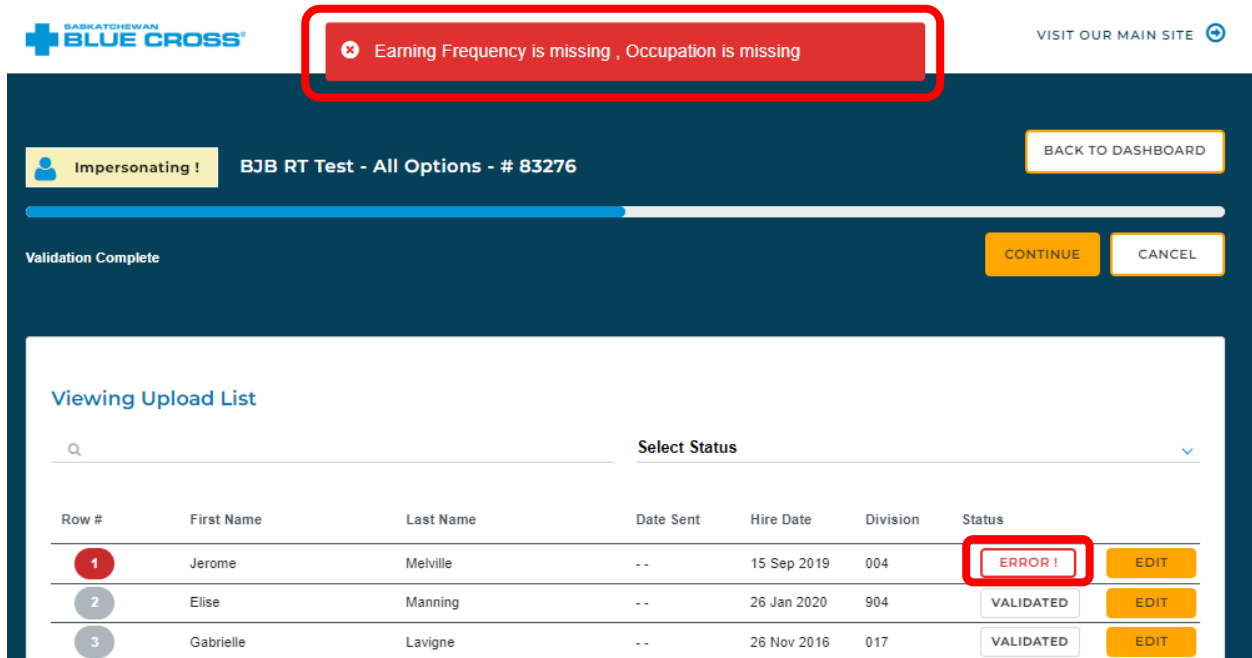 SASKATCHEWAN
BLUE CROSS®
Earning Frequency is missing , Occupation is missing
VISIT OUR MAIN SITE
Impersonating !
BJB RT Test - All Options - # 83276
BACK TO DASHBOARD
Validation Complete
CONTINUE
CANCEL
Viewing Upload List
Select Status
Row # First Name Last Name Date Sent Hire Date Division Status
1 Jerome Melville - - 15 Sep 2019 004 ERROR ! EDIT
2 Elise Manning - - 26 Jan 2020 904 VALIDATED EDIT
3 Gabrielle Lavigne - - 26 Nov 2016 017 VALIDATED EDIT